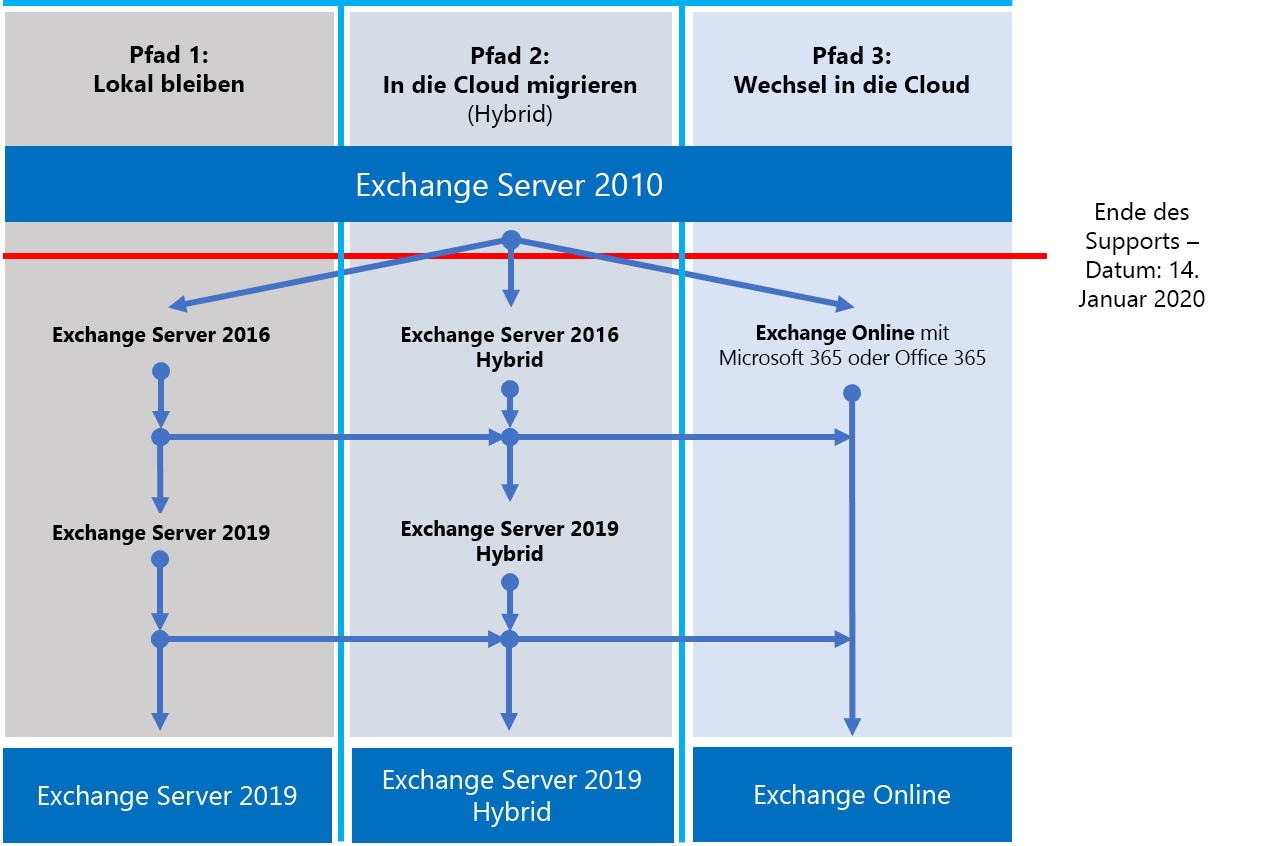 Pfad 1:
Lokal bleiben
Pfad 2:
In die Cloud migrieren
(Hybrid)
Pfad 3:
Wechsel in die Cloud
Exchange Server 2010
Ende des
Supports –
Datum: 14.
Januar 2020
Exchange Server 2016
Exchange Server 2016
Hybrid
Exchange Online mit
Microsoft 365 oder Office 365
Exchange Server 2019
Exchange Server 2019
Hybrid
Exchange Server 2019
Exchange Server 2019
Hybrid
Exchange Online